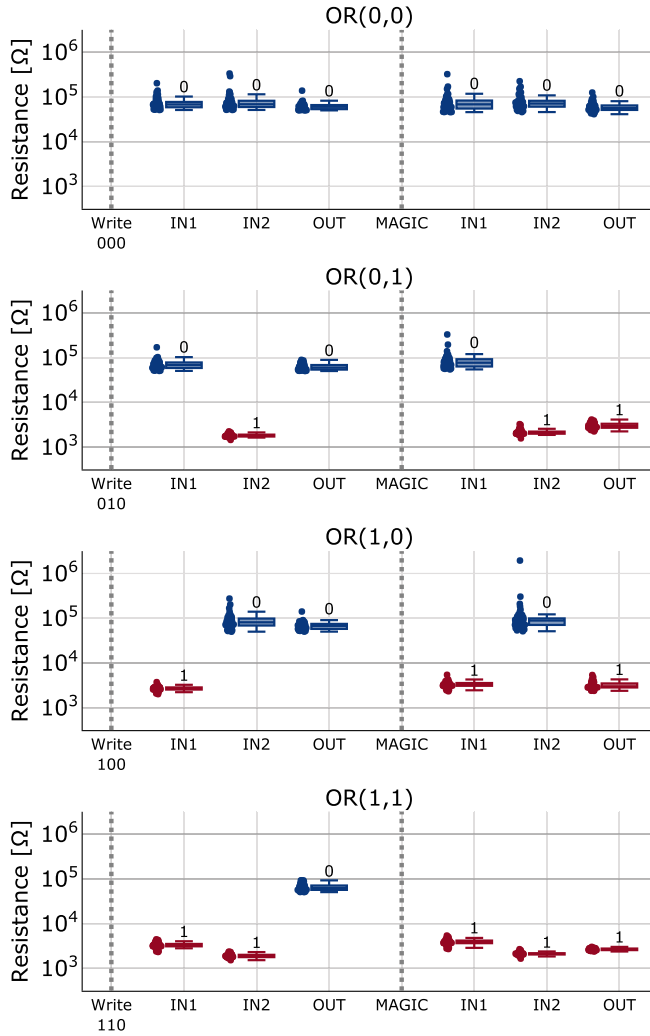 OR(0,0)
Resistance [Ω]
10⁶
10⁵
10⁴
10³
0 0 0 0 0 0
Write 000 IN1 IN2 OUT MAGIC IN1 IN2 OUT
OR(0,1)
Resistance [Ω]
10⁶
10⁵
10⁴
10³
0 1 0 0 1 1
Write 010 IN1 IN2 OUT MAGIC IN1 IN2 OUT
OR(1,0)
Resistance [Ω]
10⁶
10⁵
10⁴
10³
1 0 0 1 0 1
Write 100 IN1 IN2 OUT MAGIC IN1 IN2 OUT
OR(1,1)
Resistance [Ω]
10⁶
10⁵
10⁴
10³
1 1 0 1 1 1
Write 110 IN1 IN2 OUT MAGIC IN1 IN2 OUT